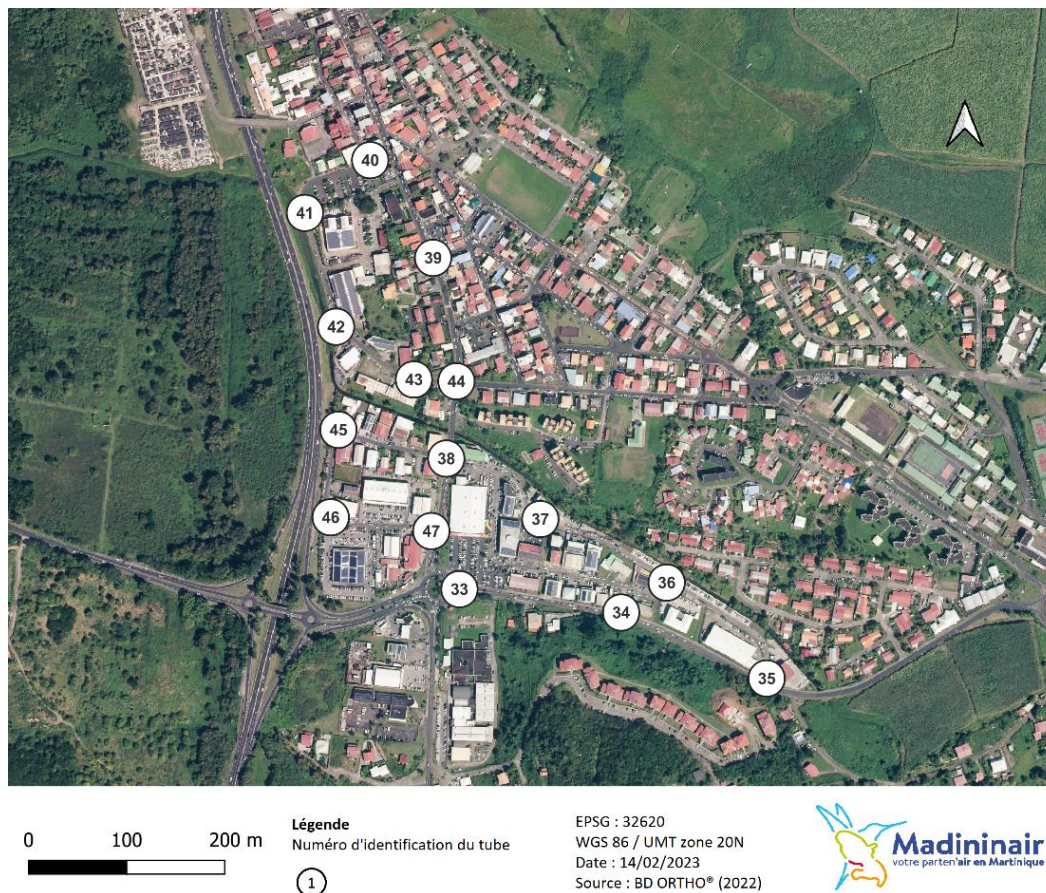 40
41
39
42
43
44
45
38
46
47
37
33
36
34
35
0 100 200 m
Légende
Numéro d'identification du tube
1
EPSG : 32620
WGS 86 / UMT zone 20N
Date : 14/02/2023
Source : BD ORTHO® (2022)
Madininair
votre parten'air en Martinique